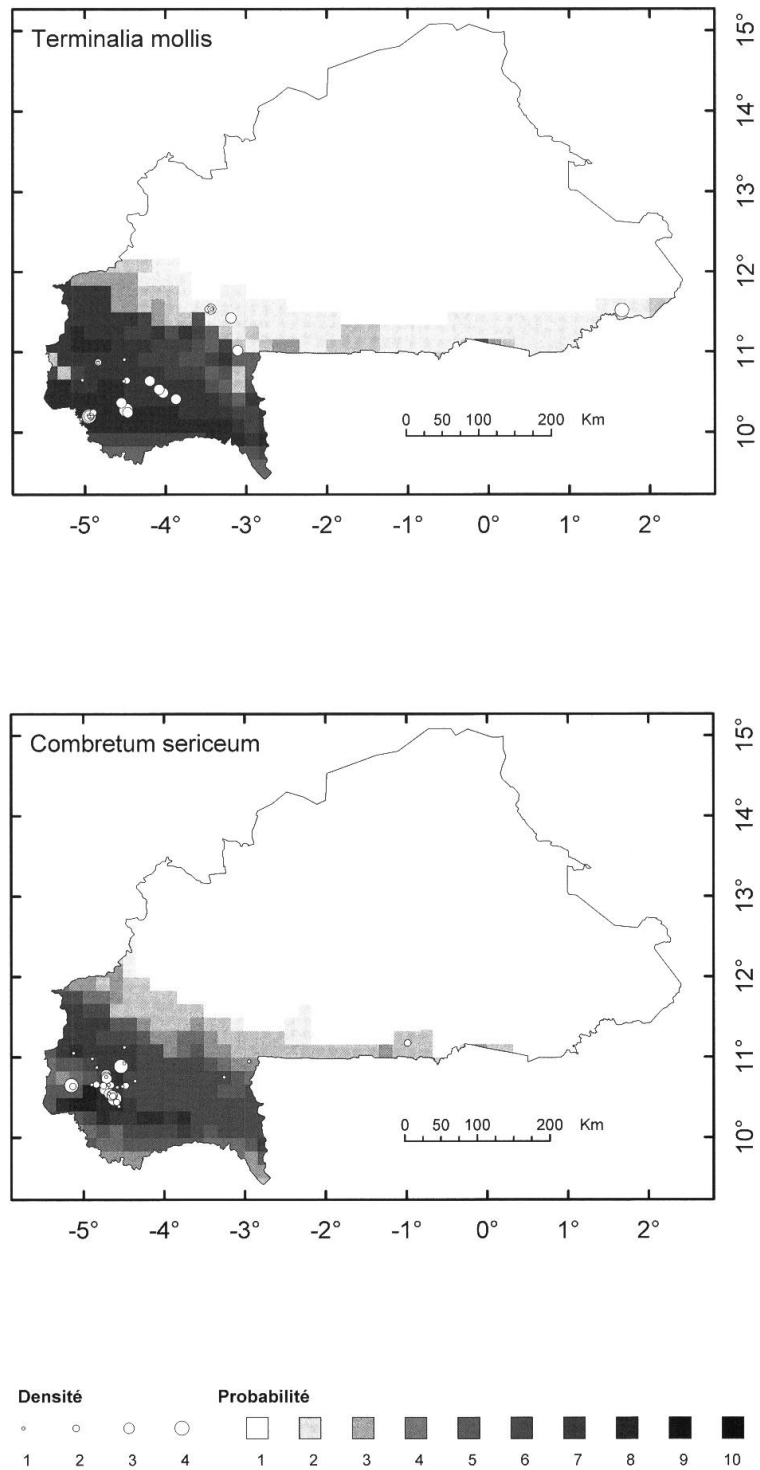 Terminalia mollis
15°
14°
13°
12°
11°
10°
0 50 100 200 Km
-5° -4° -3° -2° -1° 0° 1° 2°
Combretum sericeum
15°
14°
13°
12°
11°
10°
0 50 100 200 Km
-5° -4° -3° -2° -1° 0° 1° 2°
Densité Probabilité
1 2 3 4 1 2 3 4 5 6 7 8 9 10